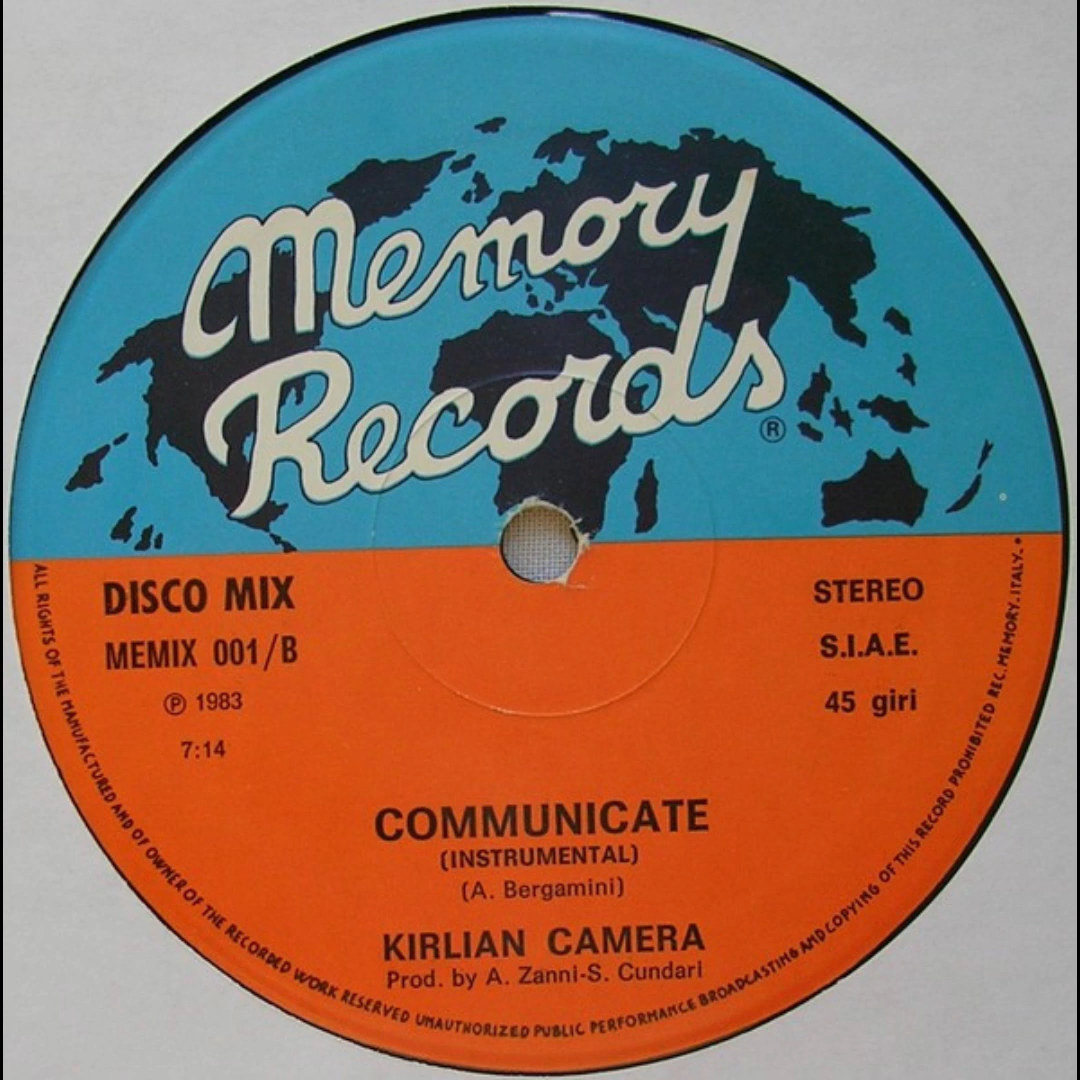 Memory
Records
®
DISCO MIX
MEMIX 001/B
℗ 1983
7:14
STEREO
S.I.A.E.
45 giri
COMMUNICATE
(INSTRUMENTAL)
(A. Bergamini)
KIRLIAN CAMERA
Prod. by A. Zanni-S. Cundari
ALL RIGHTS OF THE MANUFACTURED AND OF OWNER OF THE RECORDED WORK RESERVED UNAUTHORIZED PUBLIC PERFORMANCE BROADCASTING AND COPYING OF THIS RECORD PROHIBITED REC. MEMORY. ITALY. •